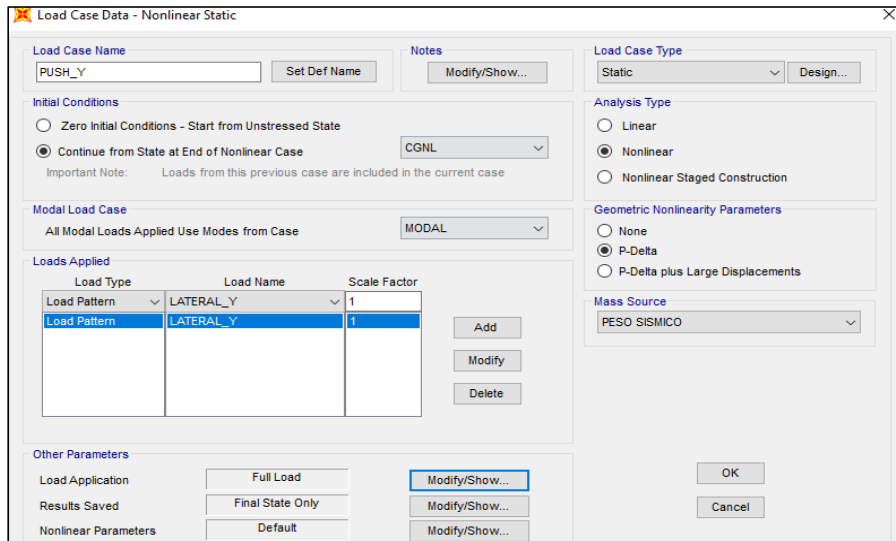 Load Case Data - Nonlinear Static
Load Case Name
PUSH_Y
Set Def Name
Notes
Modify/Show...
Load Case Type
Static
Design...
Initial Conditions
Zero Initial Conditions - Start from Unstressed State
Continue from State at End of Nonlinear Case
CGNL
Important Note: Loads from this previous case are included in the current case
Analysis Type
Linear
Nonlinear
Nonlinear Staged Construction
Modal Load Case
All Modal Loads Applied Use Modes from Case
MODAL
Geometric Nonlinearity Parameters
None
P-Delta
P-Delta plus Large Displacements
Loads Applied
Load Type Load Name Scale Factor
Load Pattern LATERAL_Y 1
Load Pattern LATERAL_Y 1
Add
Modify
Delete
Mass Source
PESO SISMICO
Other Parameters
Load Application Full Load Modify/Show...
Results Saved Final State Only Modify/Show...
Nonlinear Parameters Default Modify/Show...
OK
Cancel